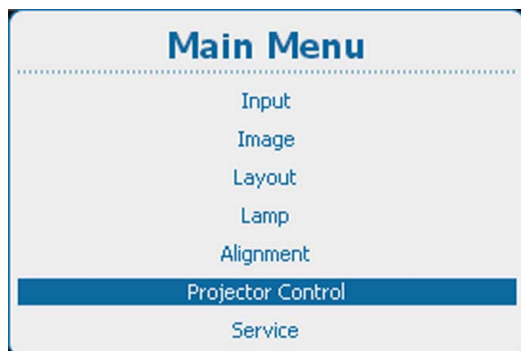 Main Menu
Input
Image
Layout
Lamp
Alignment
Projector Control
Service